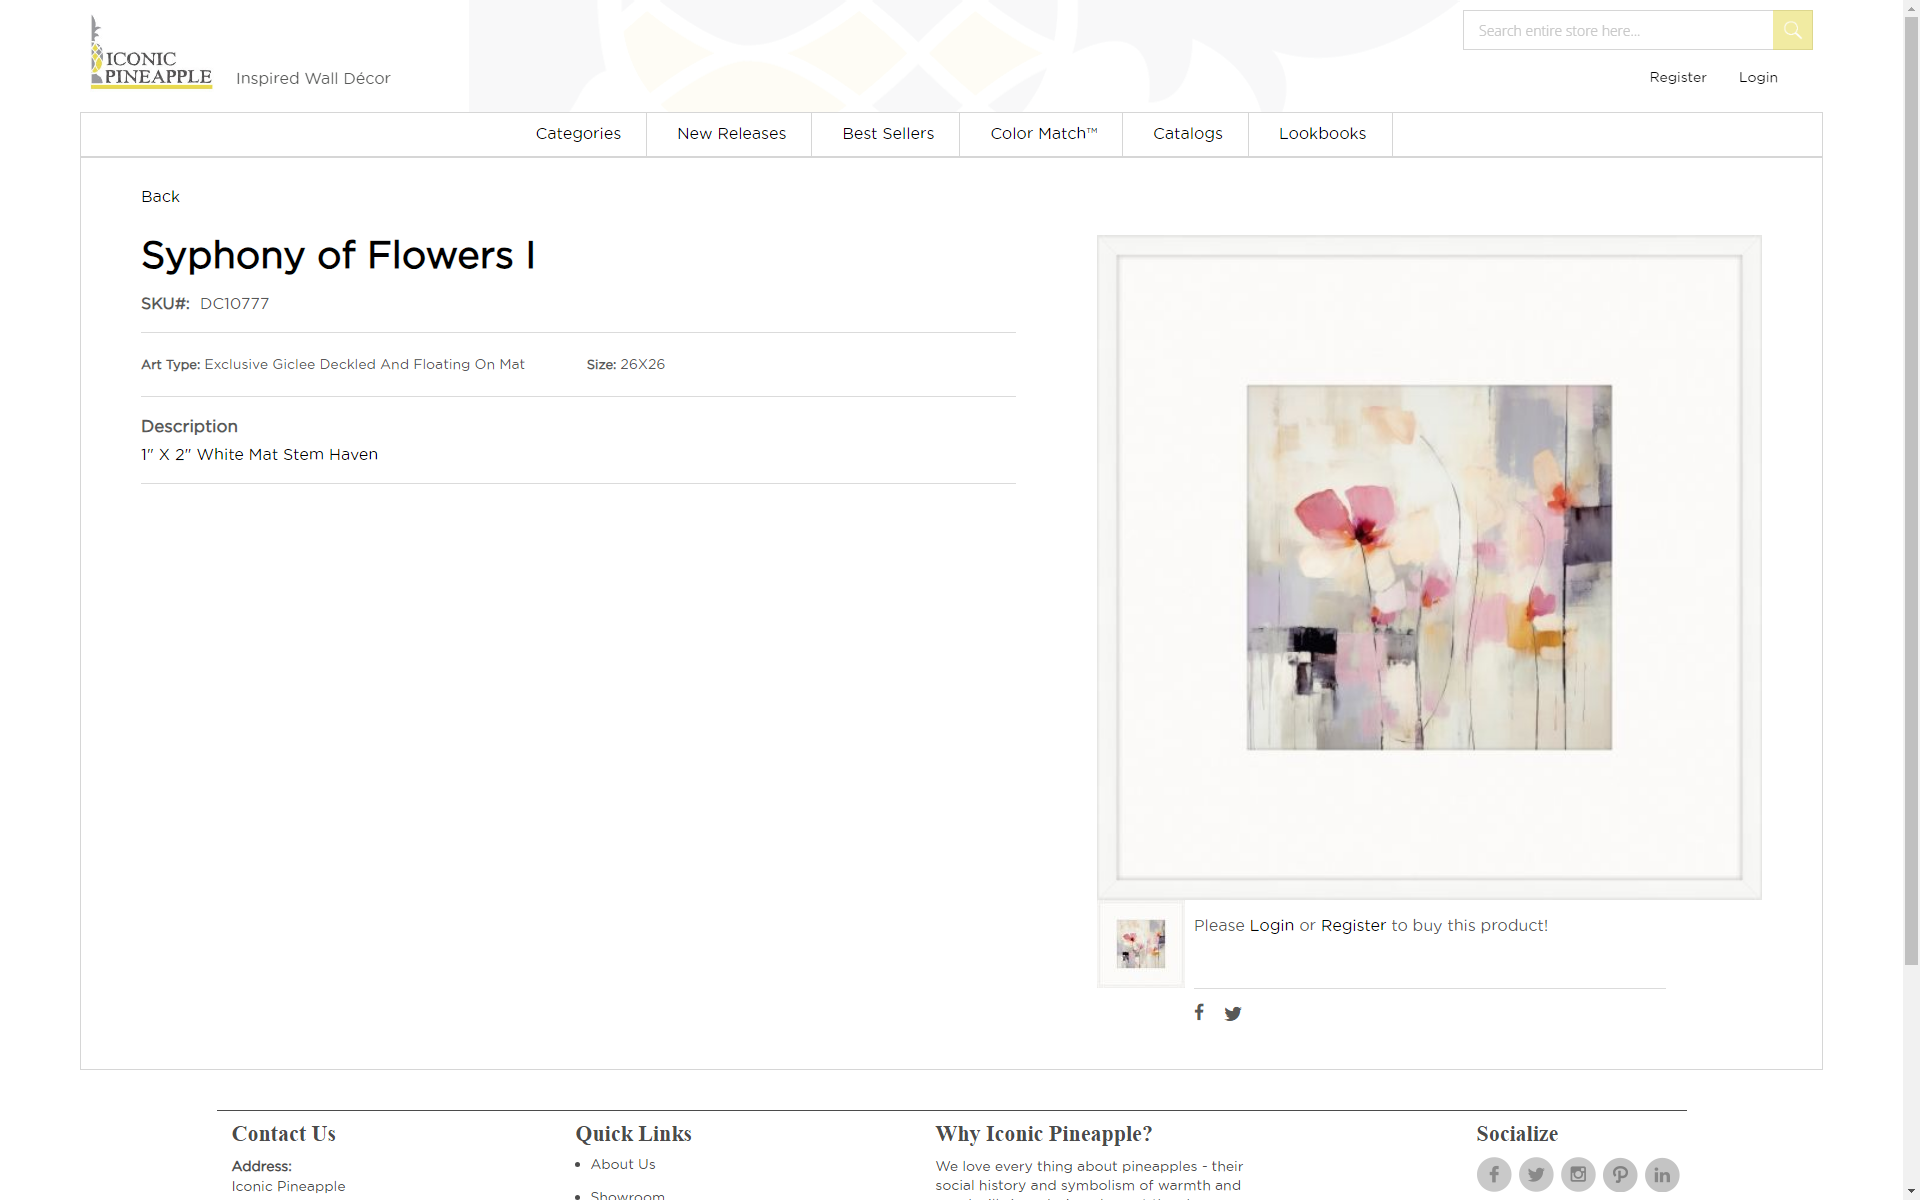 ICONIC
PINEAPPLE
Inspired Wall Décor
Search entire store here...
Register
Login
Categories
New Releases
Best Sellers
Color Match™
Catalogs
Lookbooks
Back
Syphony of Flowers I
SKU#: DC10777
Art Type: Exclusive Giclee Deckled And Floating On Mat
Size: 26X26
Description
1" X 2" White Mat Stem Haven
Please Login or Register to buy this product!
Contact Us
Address:
Iconic Pineapple
Quick Links
About Us
Showroom
Why Iconic Pineapple?
We love every thing about pineapples - their
social history and symbolism of warmth and
Socialize